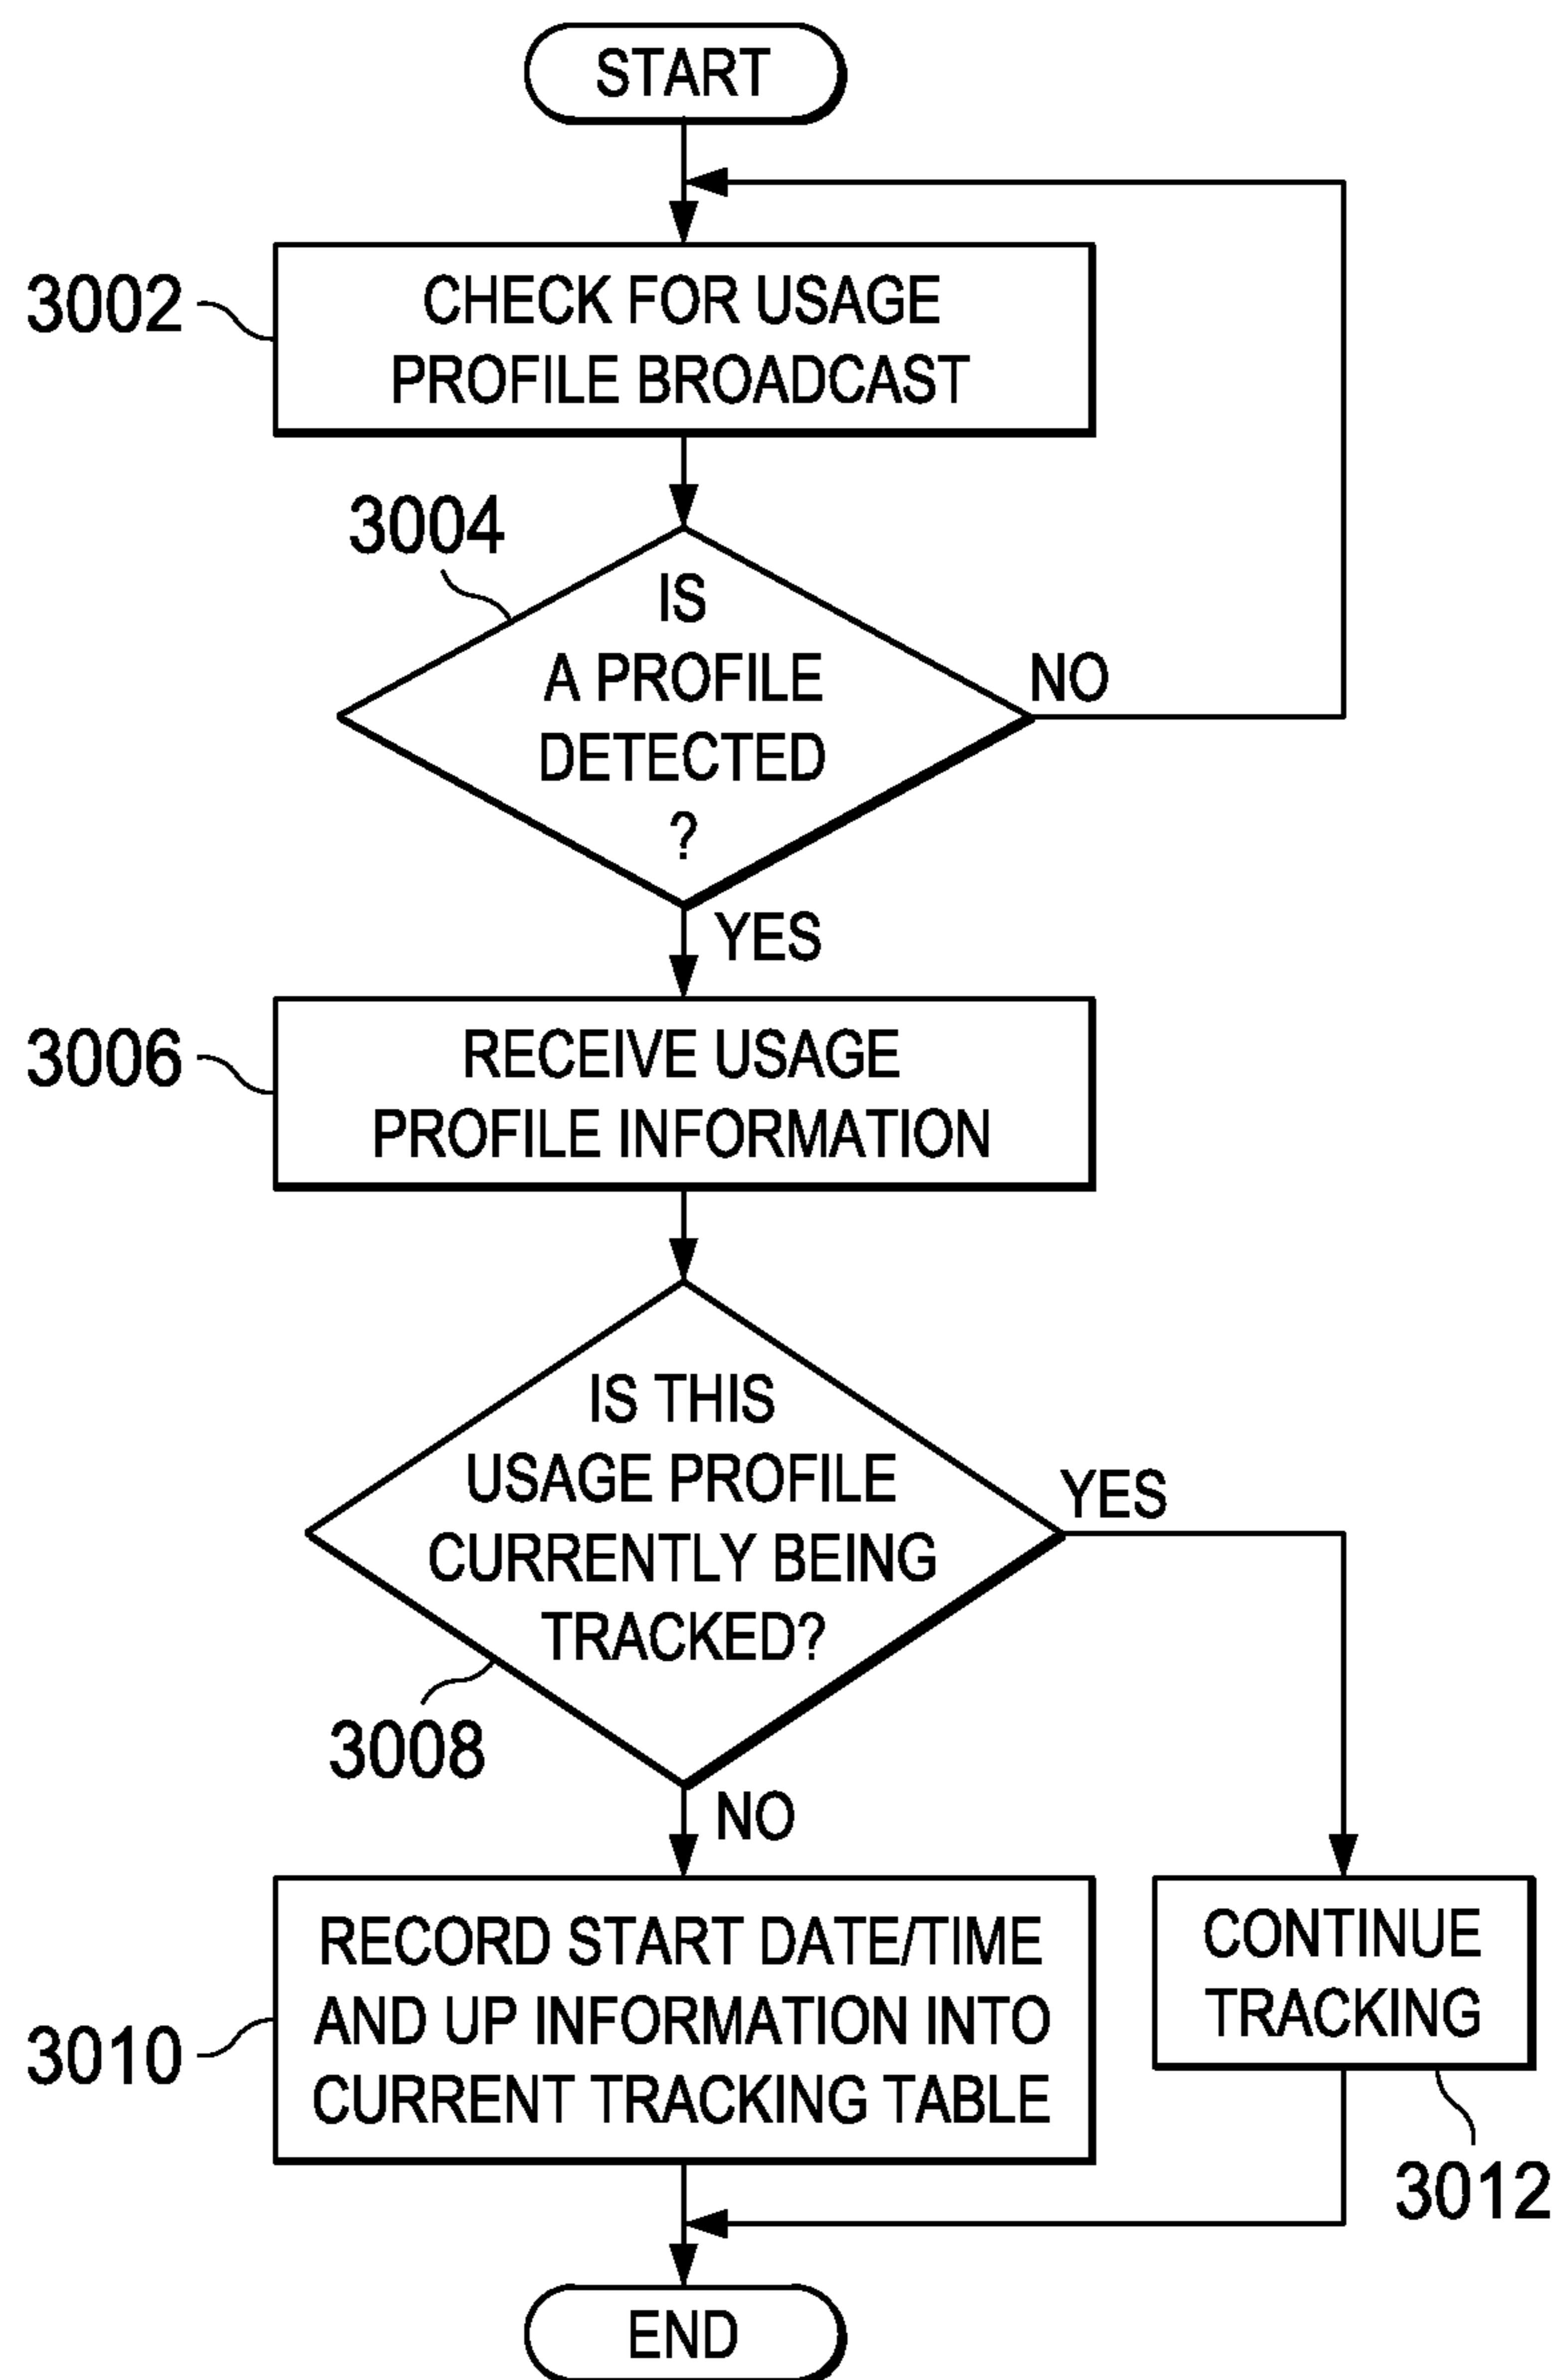 START
3002
CHECK FOR USAGE
PROFILE BROADCAST
3004
IS
A PROFILE
DETECTED
?
NO
YES
3006
RECEIVE USAGE
PROFILE INFORMATION
IS THIS
USAGE PROFILE
CURRENTLY BEING
TRACKED?
YES
3008
NO
3010
RECORD START DATE/TIME
AND UP INFORMATION INTO
CURRENT TRACKING TABLE
CONTINUE
TRACKING
3012
END